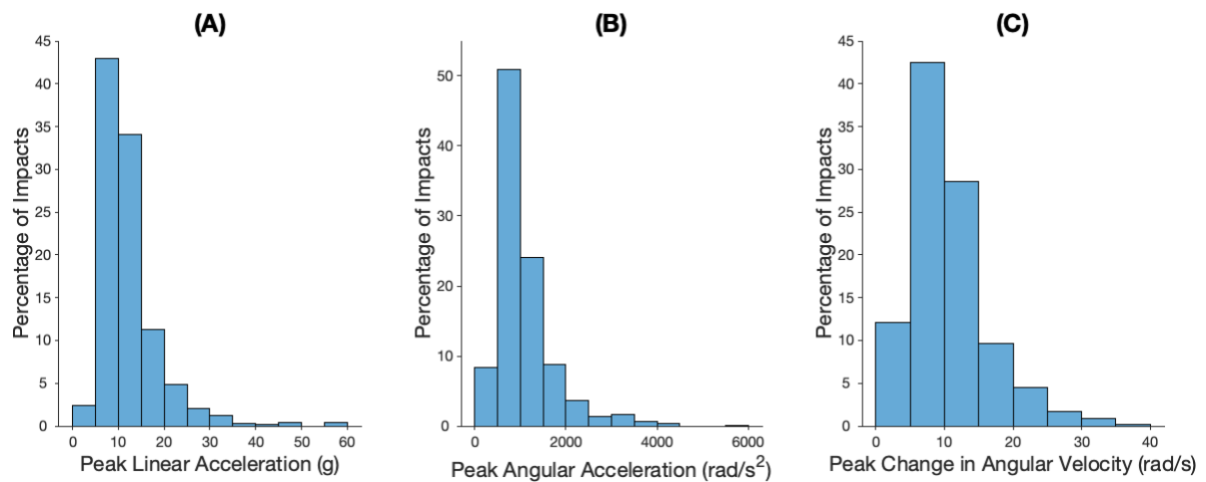 (A)
45
40
35
30
25
20
15
10
5
0
Percentage of Impacts
0 10 20 30 40 50 60
Peak Linear Acceleration (g)
(B)
50
40
30
20
10
0
Percentage of Impacts
0 2000 4000 6000
Peak Angular Acceleration (rad/s²)
(C)
45
40
35
30
25
20
15
10
5
0
Percentage of Impacts
0 10 20 30 40
Peak Change in Angular Velocity (rad/s)